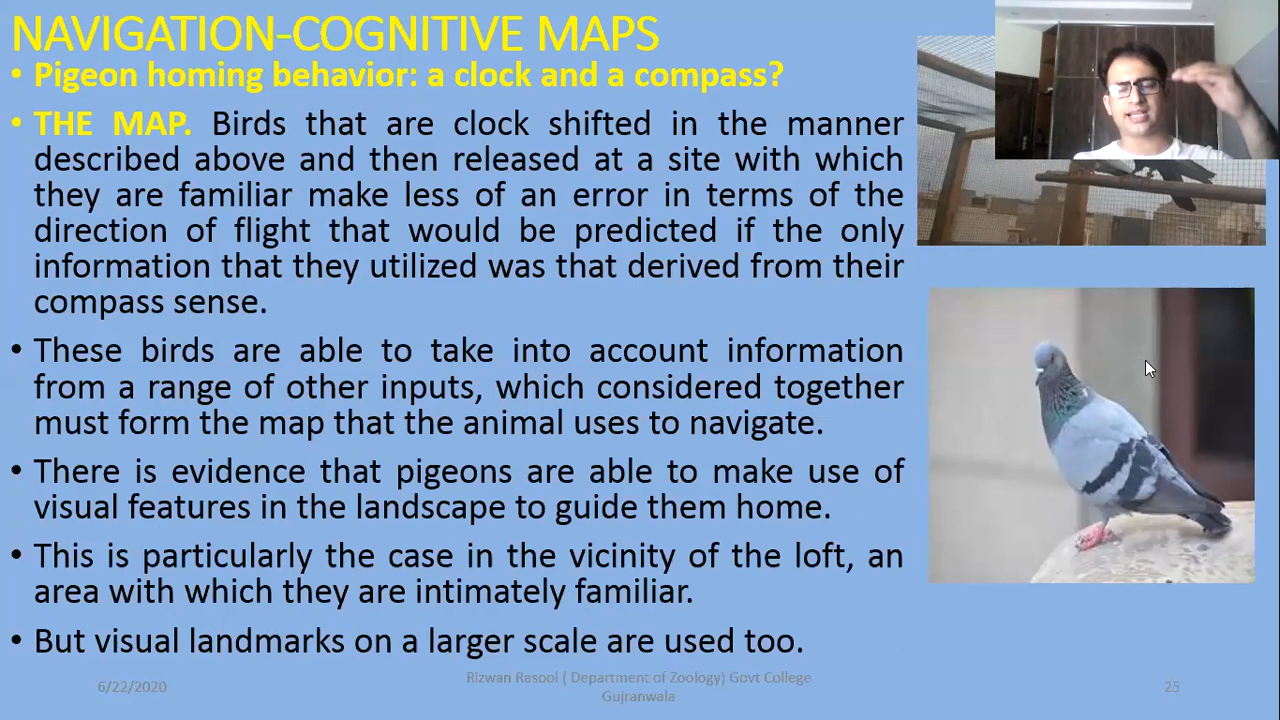 NAVIGATION-COGNITIVE MAPS
• Pigeon homing behavior: a clock and a compass?
• THE MAP. Birds that are clock shifted in the manner
described above and then released at a site with which
they are familiar make less of an error in terms of the
direction of flight that would be predicted if the only
information that they utilized was that derived from their
compass sense.
• These birds are able to take into account information
from a range of other inputs, which considered together
must form the map that the animal uses to navigate.
• There is evidence that pigeons are able to make use of
visual features in the landscape to guide them home.
• This is particularly the case in the vicinity of the loft, an
area with which they are intimately familiar.
• But visual landmarks on a larger scale are used too.
6/22/2020
Rizwan Rasool ( Department of Zoology) Govt College
Gujranwala
25